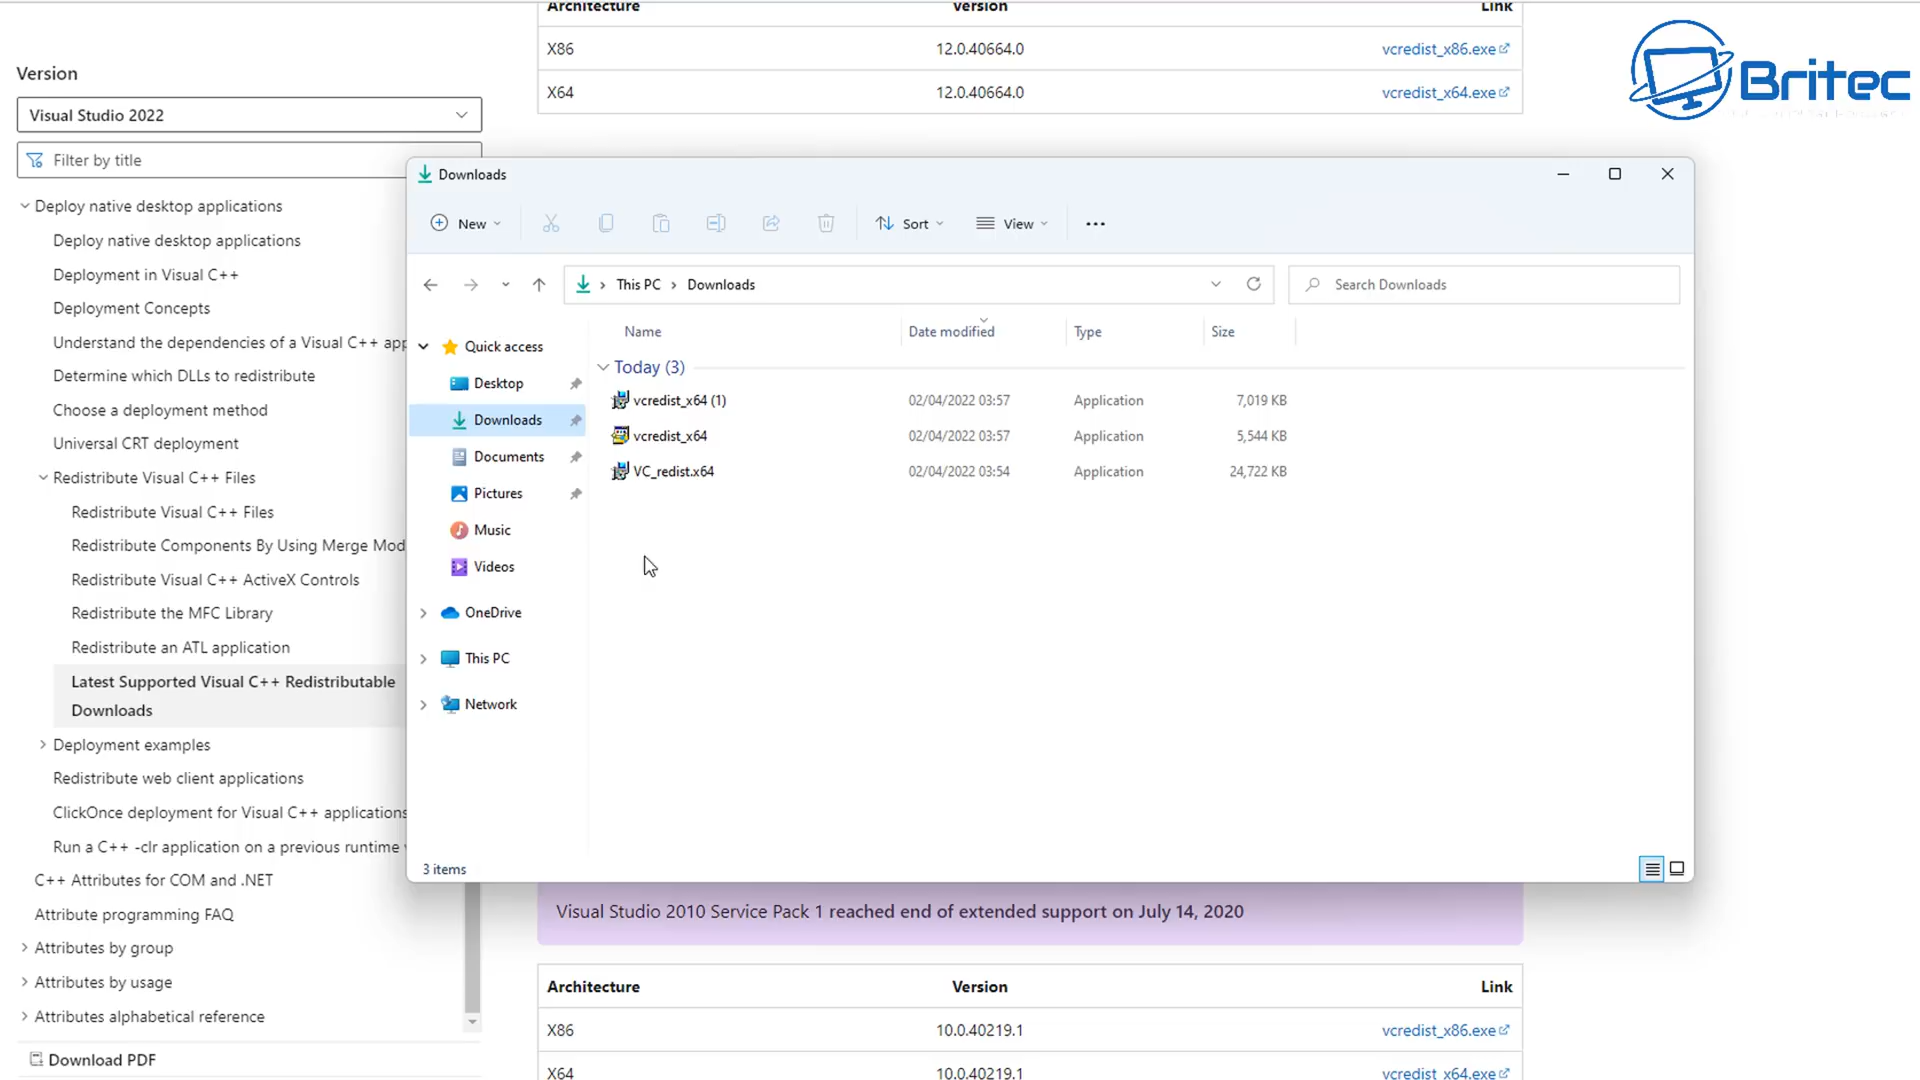 Architecture Version Link
X86 12.0.40664.0 vcredist_x86.exe
X64 12.0.40664.0 vcredist_x64.exe
Britec
Version
Visual Studio 2022
Filter by title
Deploy native desktop applications
Deploy native desktop applications
Deployment in Visual C++
Deployment Concepts
Understand the dependencies of a Visual C++ app
Determine which DLLs to redistribute
Choose a deployment method
Universal CRT deployment
Redistribute Visual C++ Files
Redistribute Visual C++ Files
Redistribute Components By Using Merge Mod
Redistribute Visual C++ ActiveX Controls
Redistribute the MFC Library
Redistribute an ATL application
Latest Supported Visual C++ Redistributable
Downloads
Deployment examples
Redistribute web client applications
ClickOnce deployment for Visual C++ applications
Run a C++ -clr application on a previous runtime
C++ Attributes for COM and .NET
Attribute programming FAQ
Attributes by group
Attributes by usage
Attributes alphabetical reference
Download PDF
Downloads
New Sort View
This PC > Downloads
Search Downloads
Quick access
Desktop
Downloads
Documents
Pictures
Music
Videos
OneDrive
This PC
Network
Name Date modified Type Size
Today (3)
vcredist_x64 (1) 02/04/2022 03:57 Application 7,019 KB
vcredist_x64 02/04/2022 03:57 Application 5,544 KB
VC_redist.x64 02/04/2022 03:54 Application 24,722 KB
3 items
Visual Studio 2010 Service Pack 1 reached end of extended support on July 14, 2020
Architecture Version Link
X86 10.0.40219.1 vcredist_x86.exe
X64 10.0.40219.1 vcredist_x64.exe